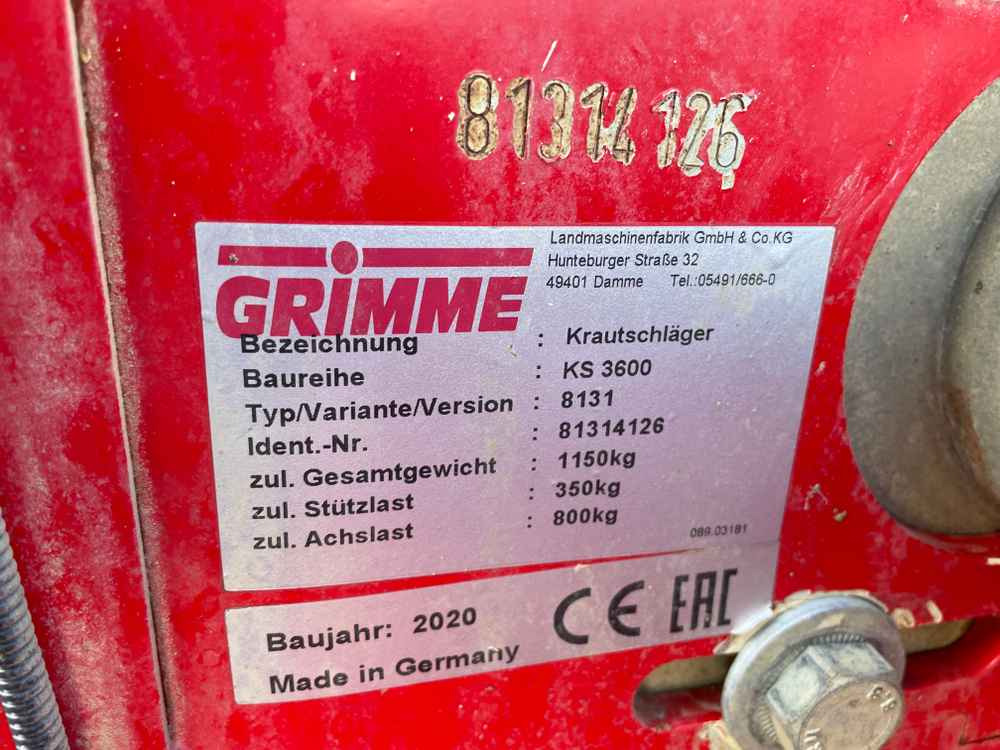 81314126
GRIMME
Landmaschinenfabrik GmbH & Co.KG
Hunteburger Straße 32
49401 Damme Tel.:05491/666-0
Bezeichnung : Krautschläger
Baureihe : KS 3600
Typ/Variante/Version : 8131
Ident.-Nr. : 81314126
zul. Gesamtgewicht : 1150kg
zul. Stützlast : 350kg
zul. Achslast : 800kg
089.03181
Baujahr: 2020
Made in Germany
CE EAC